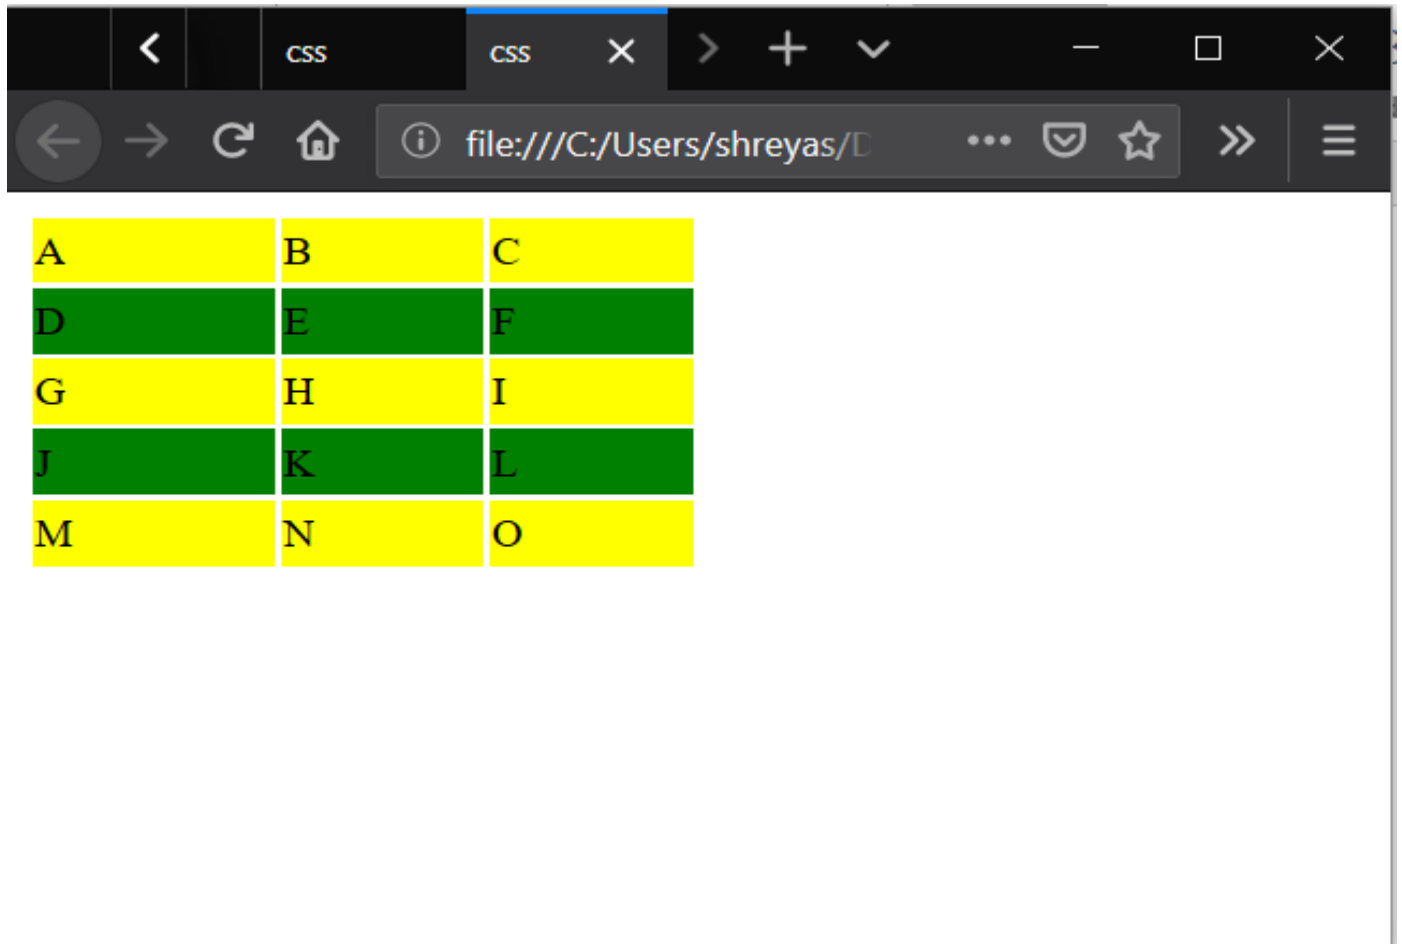 css css
file:///C:/Users/shreyas/D
A B C
D E F
G H I
J K L
M N O